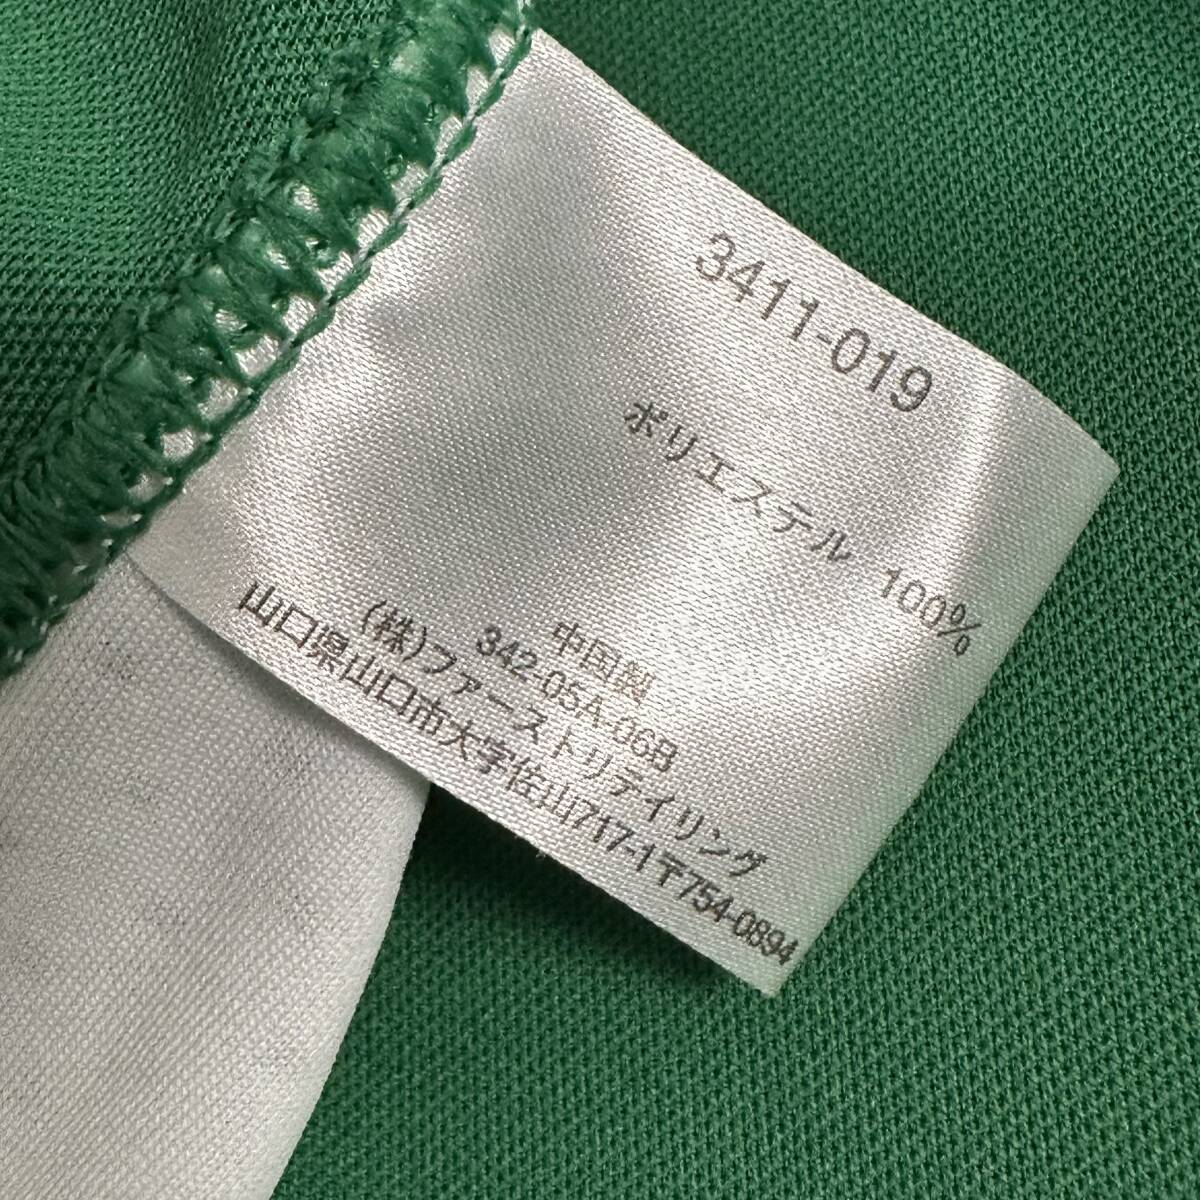 3411-019
ポリエステル 100%
中国製
342-05A-06B
(株)ファーストリテイリング
山口県山口市大字佐山717-1〒754-0894